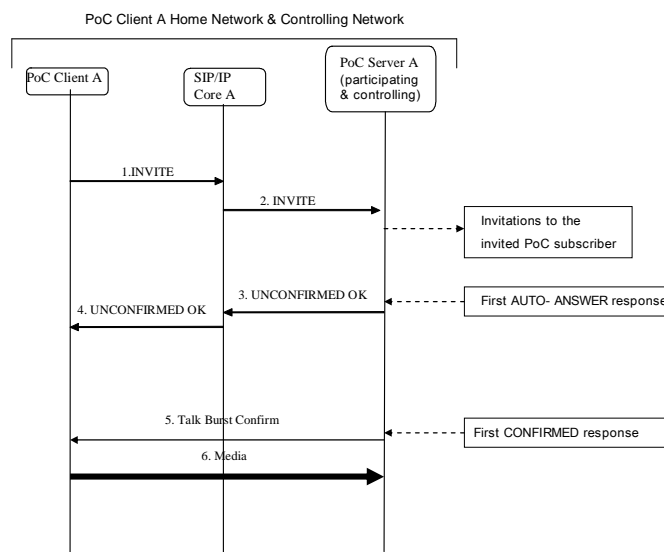 PoC Client A Home Network & Controlling Network
PoC Client A
SIP/IP
Core A
PoC Server A
(participating
& controlling)
1.INVITE
2. INVITE
Invitations to the
invited PoC subscriber
3. UNCONFIRMED OK
First AUTO- ANSWER response
4. UNCONFIRMED OK
5. Talk Burst Confirm
First CONFIRMED response
6. Media